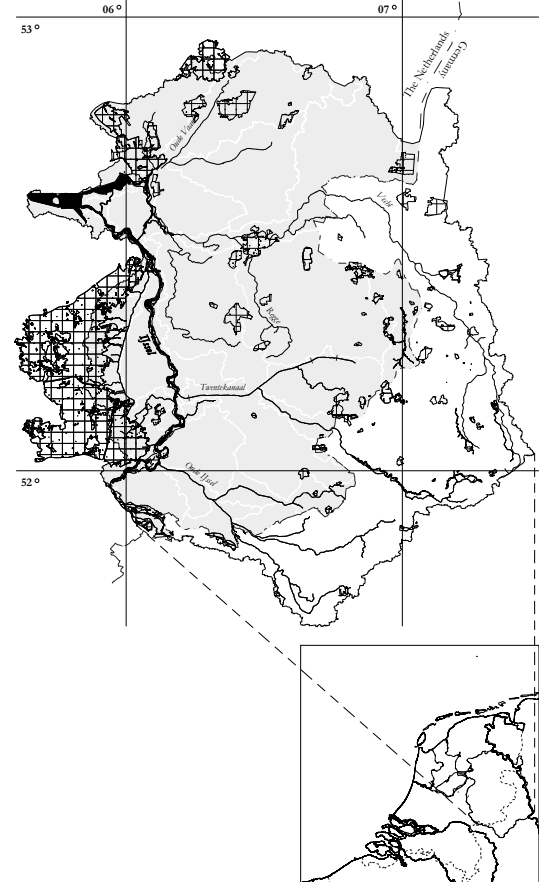 06 °
07 °
53 °
The Netherlands
Germany
Oude Vaart
Vecht
IJssel
Regge
Twentekanaal
Oude IJssel
52 °